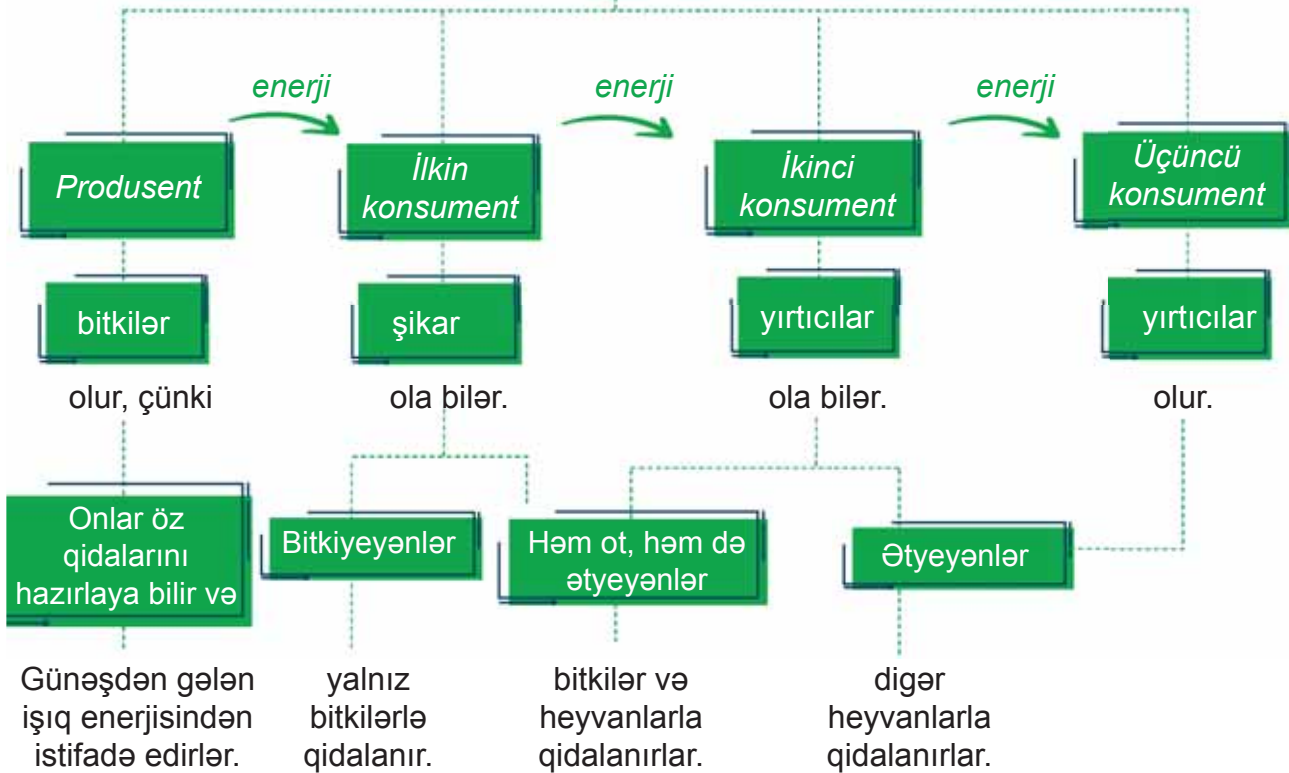 enerji
enerji
enerji
Produsent
İlkin
konsument
İkinci
konsument
Üçüncü
konsument
bitkilər
şikar
yırtıcılar
yırtıcılar
olur, çünki
ola bilər.
ola bilər.
olur.
Onlar öz
qidalarını
hazırlaya bilir və
Bitkiyeyənlər
Həm ot, həm də
ətyeyənlər
Ətyeyənlər
Günəşdən gələn
işıq enerjisindən
istifadə edirlər.
yalnız
bitkilərlə
qidalanır.
bitkilər və
heyvanlarla
qidalanırlar.
digər
heyvanlarla
qidalanırlar.